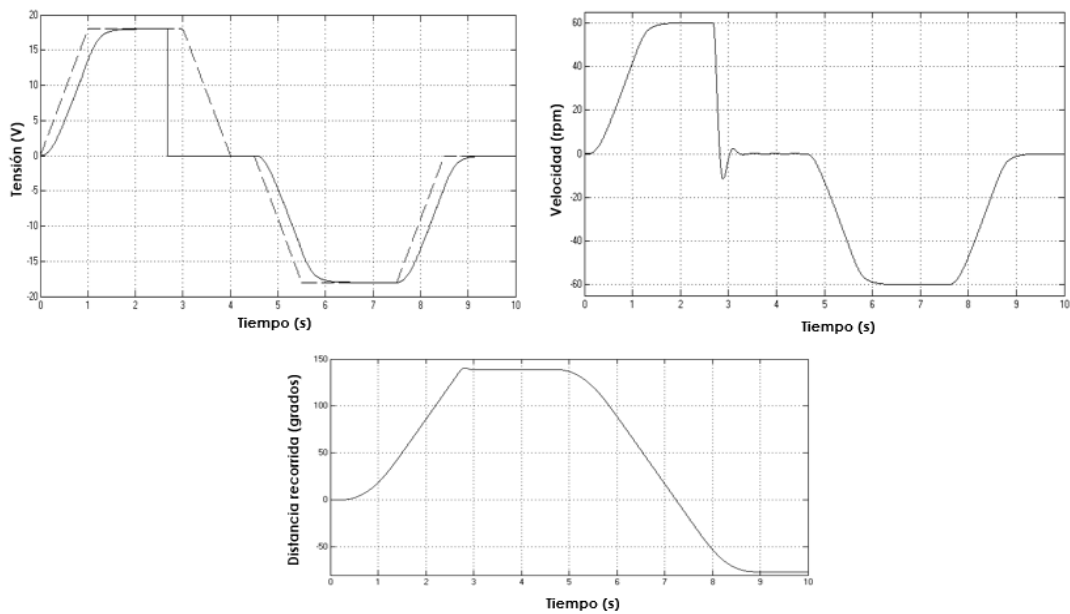 Tensión (V)
20
15
10
5
0
-5
-10
-15
-20
0 1 2 3 4 5 6 7 8 9 10
Tiempo (s)
Velocidad (rpm)
60
40
20
0
-20
-40
-60
0 1 2 3 4 5 6 7 8 9 10
Tiempo (s)
Distancia recorrida (grados)
150
100
50
0
-50
0 1 2 3 4 5 6 7 8 9 10
Tiempo (s)